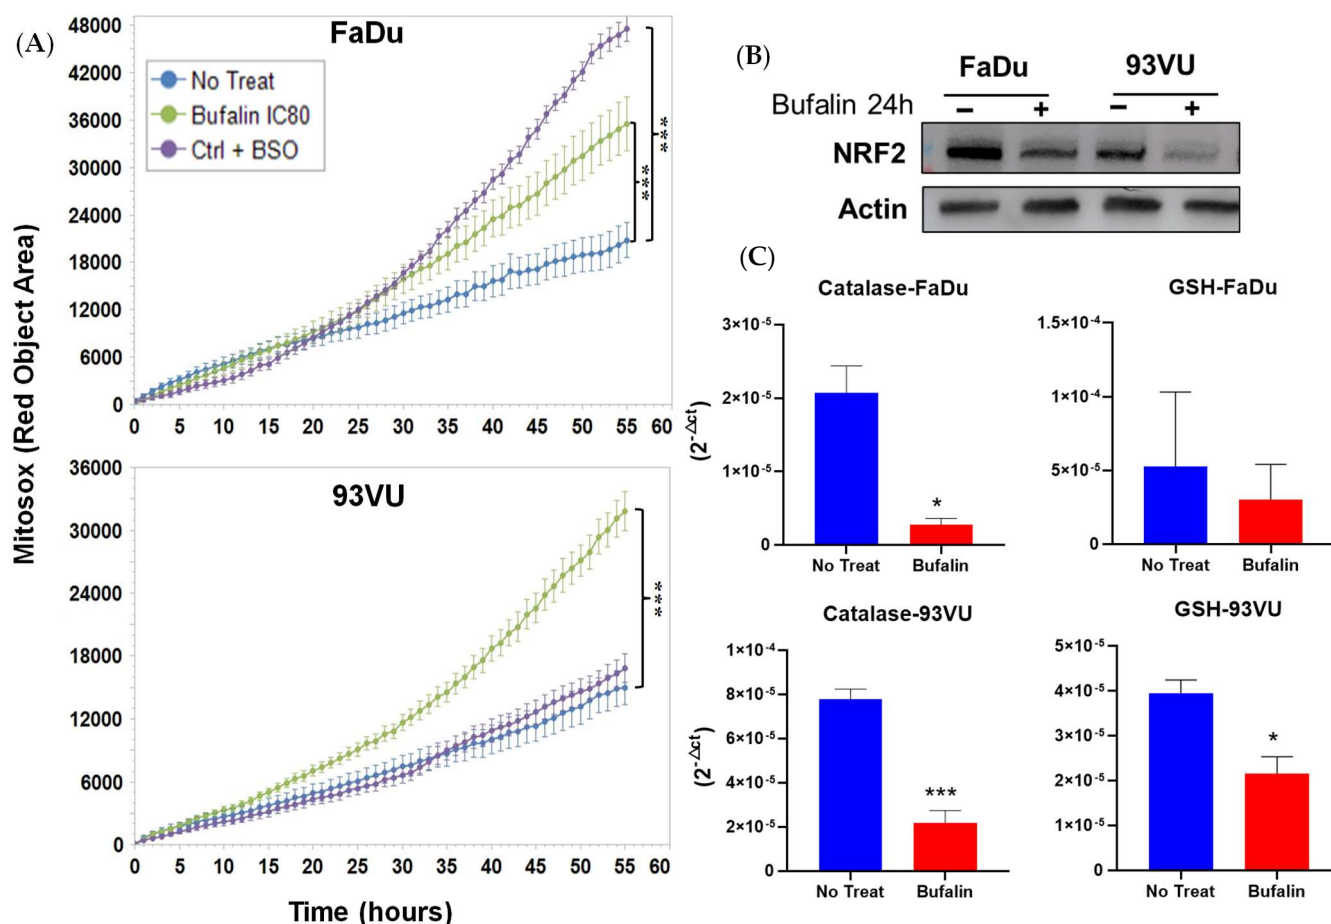 (A)
FaDu
48000
42000
36000
30000
24000
18000
12000
6000
0
No Treat
Bufalin IC80
Ctrl + BSO
***
***
0 5 10 15 20 25 30 35 40 45 50 55 60
93VU
36000
30000
24000
18000
12000
6000
0
***
0 5 10 15 20 25 30 35 40 45 50 55 60
Mitosox (Red Object Area)
Time (hours)
(B)
FaDu 93VU
Bufalin 24h − + − +
NRF2
Actin
(C)
Catalase-FaDu
3×10-5
2×10-5
1×10-5
0
(2-Δct)
*
No Treat Bufalin
GSH-FaDu
1.5×10-4
1×10-4
5×10-5
0
No Treat Bufalin
Catalase-93VU
1×10-4
8×10-5
6×10-5
4×10-5
2×10-5
0
(2-Δct)
***
No Treat Bufalin
GSH-93VU
5×10-5
4×10-5
3×10-5
2×10-5
1×10-5
0
*
No Treat Bufalin